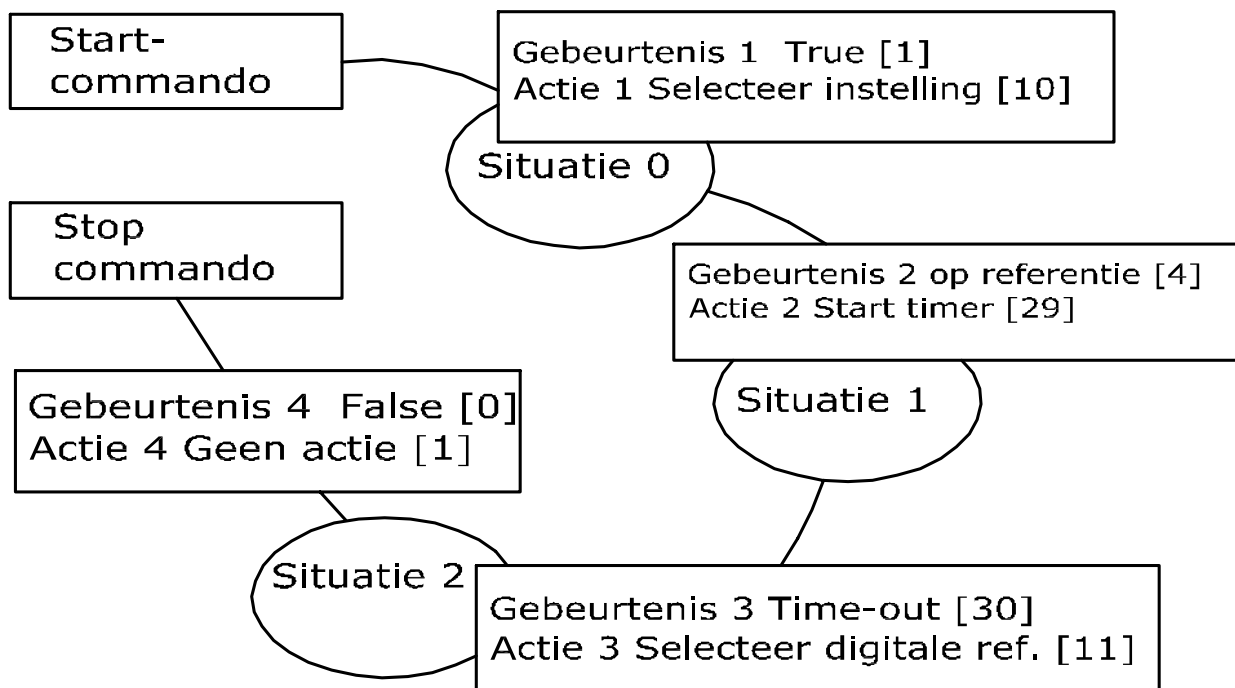 Start-
commando
Gebeurtenis 1 True [1]
Actie 1 Selecteer instelling [10]
Situatie 0
Stop
commando
Gebeurtenis 2 op referentie [4]
Actie 2 Start timer [29]
Situatie 1
Gebeurtenis 4 False [0]
Actie 4 Geen actie [1]
Situatie 2
Gebeurtenis 3 Time-out [30]
Actie 3 Selecteer digitale ref. [11]